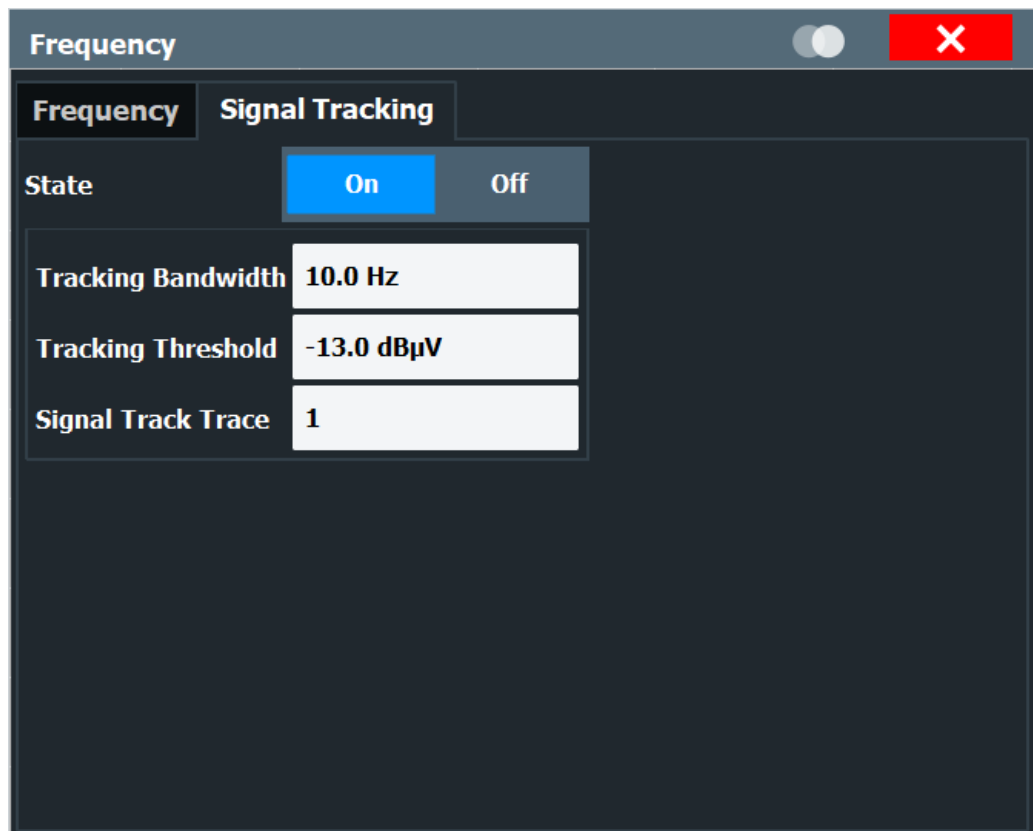 Frequency
Frequency Signal Tracking
State On Off
Tracking Bandwidth 10.0 Hz
Tracking Threshold -13.0 dBµV
Signal Track Trace 1